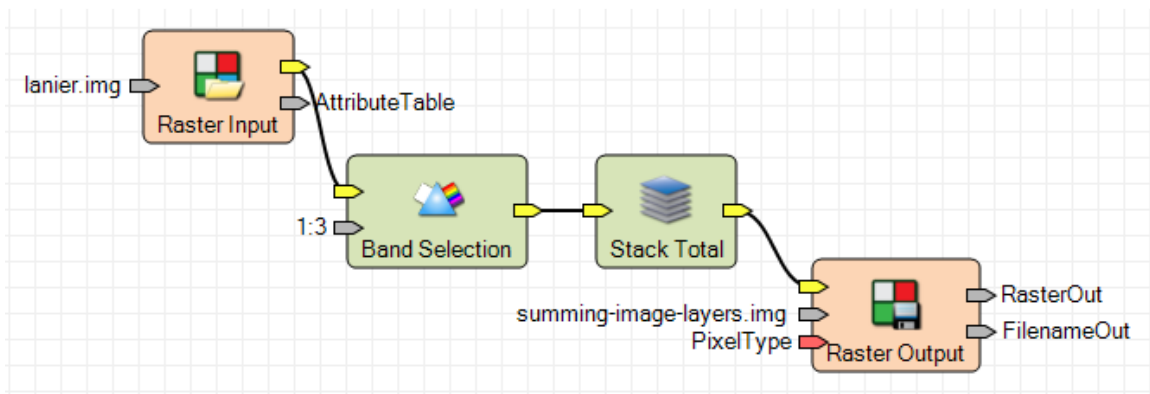 lanier.img
AttributeTable
Raster Input
1:3
Band Selection
Stack Total
summing-image-layers.img
PixelType
Raster Output
RasterOut
FilenameOut